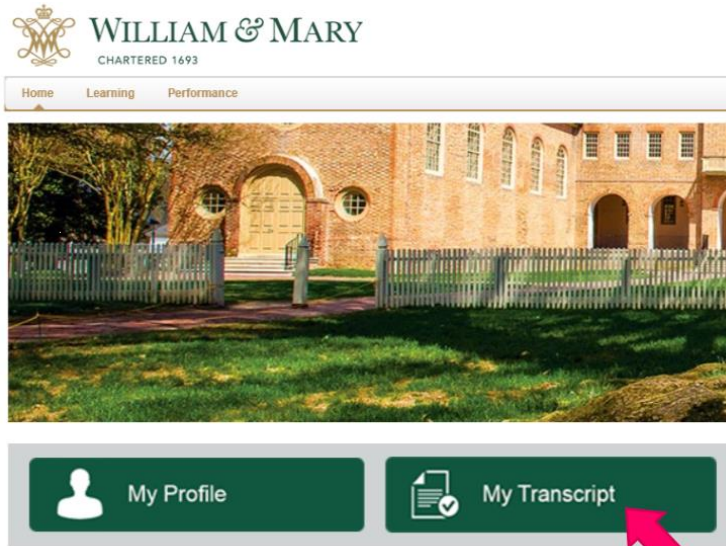 WILLIAM & MARY
CHARTERED 1693
Home Learning Performance
My Profile My Transcript